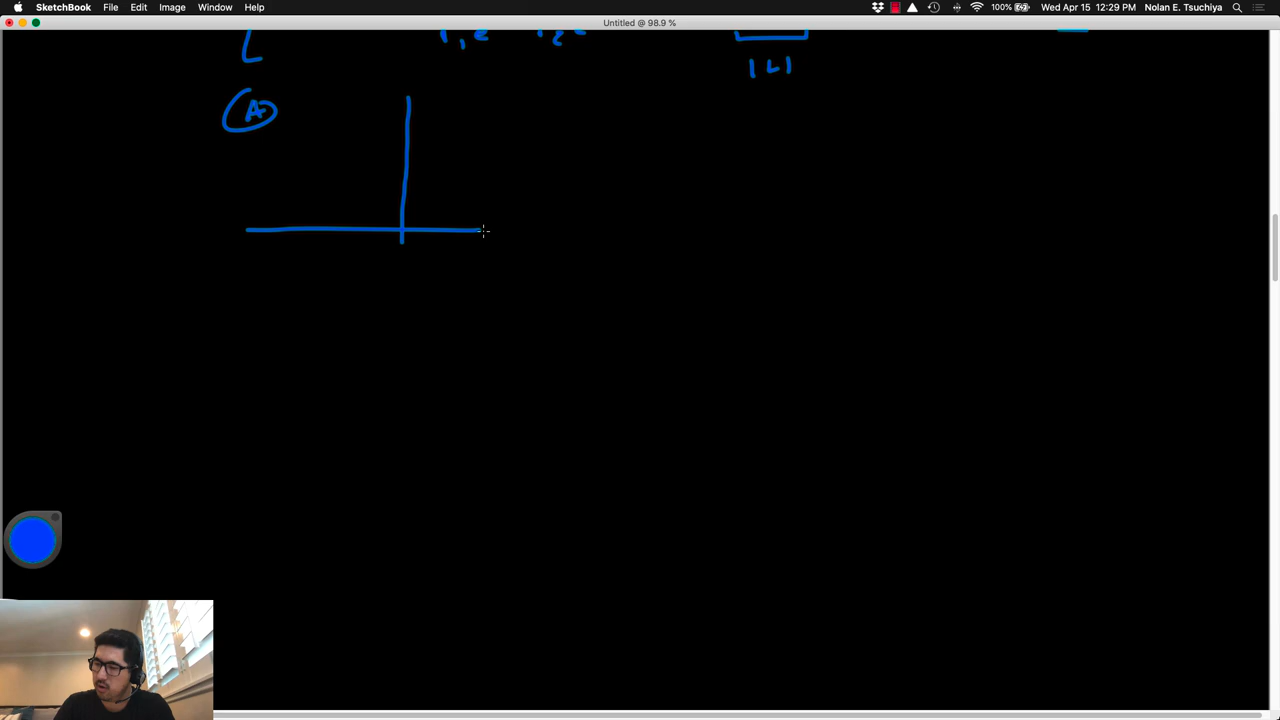 SketchBook File Edit Image Window Help 100% Wed Apr 15 12:29 PM Nolan E. Tsuchiya
Untitled @ 98.9 %
|L|
A